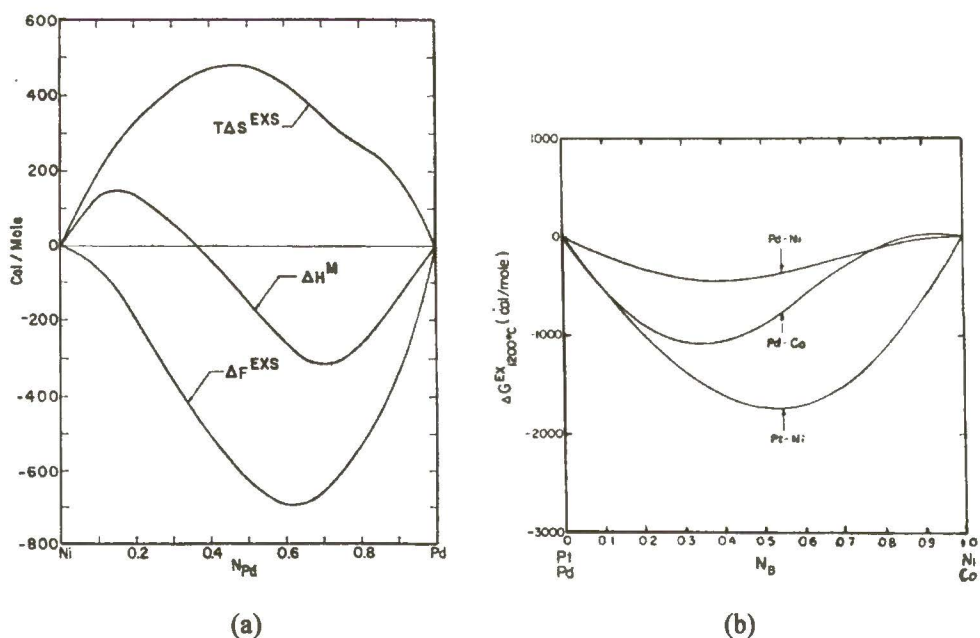 600
400
200
0
-200
-400
-600
-800
Cal / Mole
TΔS EXS
ΔH M
ΔF EXS
Ni 0.2 0.4 0.6 0.8 Pd
N Pd
(a)
1000
0
-1000
-2000
-3000
ΔG EX 1200°C (cal/mole)
Pd-Ni
Pd-Co
Pt-Ni
0 0.1 0.2 0.3 0.4 0.5 0.6 0.7 0.8 0.9 1.0
Pt Ni
Pd N B Co
(b)